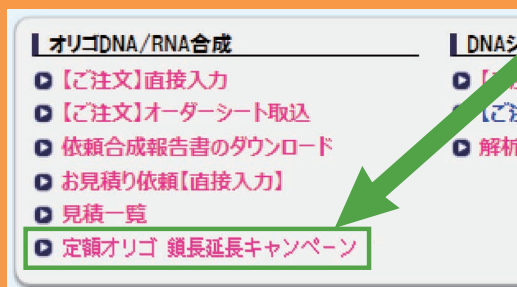 オリゴDNA/RNA合成
【ご注文】直接入力
【ご注文】オーダーシート取込
依頼合成報告書のダウンロード
お見積り依頼【直接入力】
見積一覧
定額オリゴ 鎖長延長キャンペーン
DNA
【ご
解析